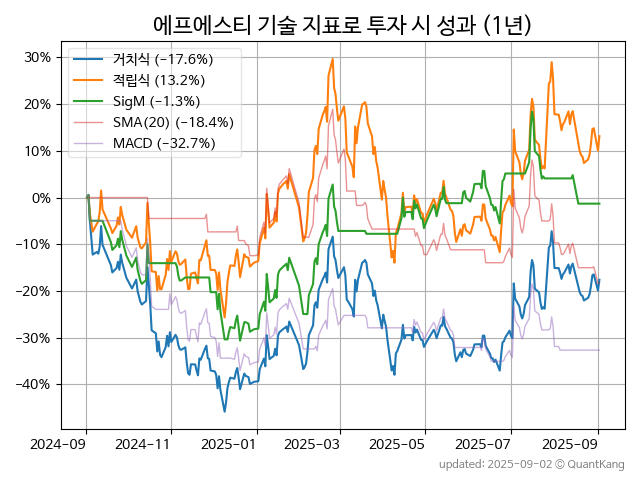 에프에스티 기술 지표로 투자 시 성과 (1년)
거치식 (−17.6%)
적립식 (13.2%)
SigM (−1.3%)
SMA(20) (−18.4%)
MACD (−32.7%)
30%
20%
10%
0%
−10%
−20%
−30%
−40%
2024-09 2024-11 2025-01 2025-03 2025-05 2025-07 2025-09
updated: 2025-09-02 © QuantKang